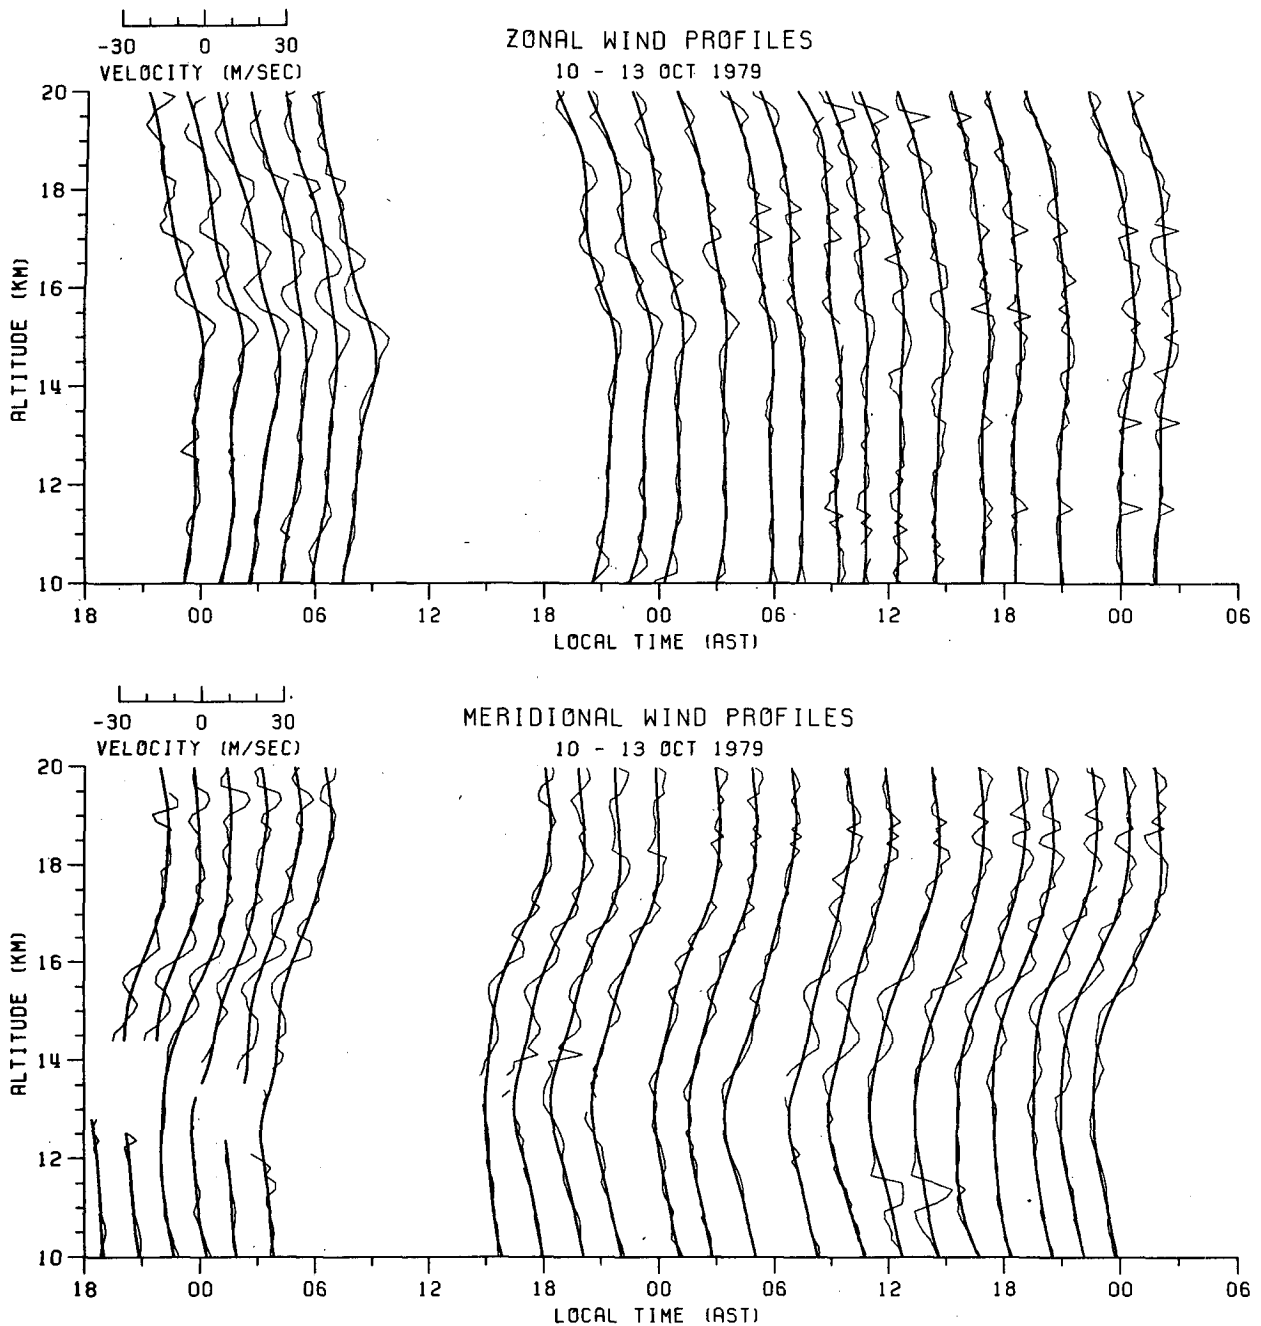 -30 0 30
VELOCITY (M/SEC)
ZONAL WIND PROFILES
10 - 13 OCT 1979
20
18
16
14
12
10
ALTITUDE (KM)
18 00 06 12 18 00 06 12 18 00 06
LOCAL TIME (AST)
-30 0 30
VELOCITY (M/SEC)
MERIDIONAL WIND PROFILES
10 - 13 OCT 1979
20
18
16
14
12
10
ALTITUDE (KM)
18 00 06 12 18 00 06 12 18 00 06
LOCAL TIME (AST)